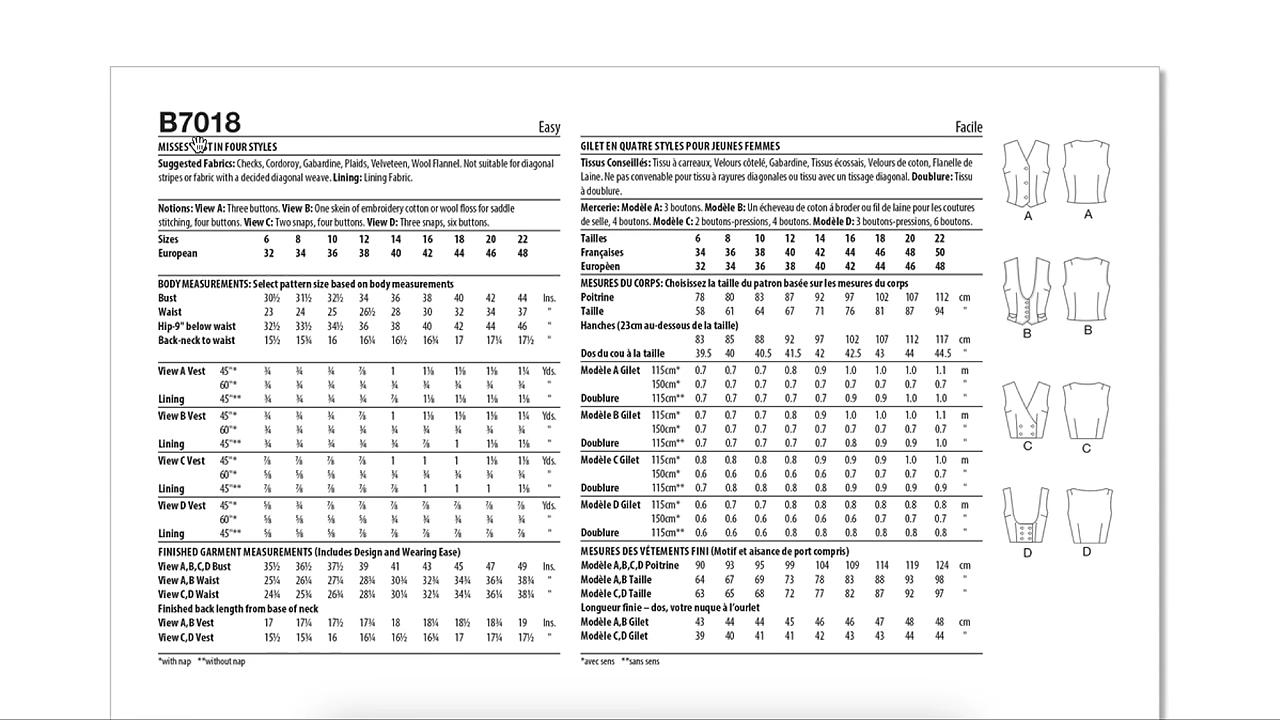 B7018
Easy
MISSES T IN FOUR STYLES
Suggested Fabrics: Checks, Cordoroy, Gabardine, Plaids, Velveteen, Wool Flannel. Not suitable for diagonal
stripes or fabric with a decided diagonal weave. Lining: Lining Fabric.
Notions: View A: Three buttons. View B: One skein of embroidery cotton or wool floss for saddle
stitching, four buttons. View C: Two snaps, four buttons. View D: Three snaps, six buttons.
Sizes 6 8 10 12 14 16 18 20 22
European 32 34 36 38 40 42 44 46 48
BODY MEASUREMENTS: Select pattern size based on body measurements
Bust 30½ 31½ 32½ 34 36 38 40 42 44 Ins.
Waist 23 24 25 26½ 28 30 32 34 37 "
Hip-9" below waist 32½ 33½ 34½ 36 38 40 42 44 46 "
Back-neck to waist 15½ 15¾ 16 16¼ 16½ 16¾ 17 17¼ 17½ "
View A Vest 45"* ¾ ¾ ¾ ⅞ 1 1⅛ 1⅛ 1⅛ 1¼ Yds.
60"* ¾ ¾ ¾ ¾ ¾ ¾ ¾ ¾ ¾ "
Lining 45"** ¾ ¾ ¾ ¾ ⅞ 1⅛ 1⅛ 1⅛ 1⅛ "
View B Vest 45"* ¾ ¾ ¾ ⅞ 1 1⅛ 1⅛ 1⅛ 1¼ Yds.
60"* ¾ ¾ ¾ ¾ ¾ ¾ ¾ ¾ ¾ "
Lining 45"** ¾ ¾ ¾ ¾ ¾ ⅞ 1 1⅛ 1⅛ "
View C Vest 45"* ⅞ ⅞ ⅞ ⅞ 1 1 1 1⅛ 1⅛ Yds.
60"* ⅝ ⅝ ⅝ ¾ ¾ ¾ ¾ ¾ ¾ "
Lining 45"** ⅞ ⅞ ⅞ ⅞ ⅞ 1 1 1 1⅛ "
View D Vest 45"* ⅝ ¾ ⅞ ⅞ ⅞ ⅞ ⅞ ⅞ ⅞ Yds.
60"* ⅝ ⅝ ⅝ ⅝ ¾ ¾ ¾ ¾ ¾ "
Lining 45"** ⅝ ⅝ ⅝ ⅝ ⅞ ⅞ ⅞ ⅞ ⅞ "
FINISHED GARMENT MEASUREMENTS (Includes Design and Wearing Ease)
View A,B,C,D Bust 35½ 36½ 37½ 39 41 43 45 47 49 Ins.
View A,B Waist 25¼ 26¼ 27¼ 28¾ 30¾ 32¾ 34¾ 36¾ 38¾ "
View C,D Waist 24¾ 25¾ 26¾ 28¼ 30¼ 32¼ 34¼ 36¼ 38¼ "
Finished back length from base of neck
View A,B Vest 17 17¼ 17½ 17¾ 18 18¼ 18½ 18¾ 19 Ins.
View C,D Vest 15½ 15¾ 16 16¼ 16½ 16¾ 17 17¼ 17½ "
*with nap **without nap
Facile
GILET EN QUATRE STYLES POUR JEUNES FEMMES
Tissus Conseillés: Tissu à carreaux, Velours côtelé, Gabardine, Tissus écossais, Velours de coton, Flanelle de
Laine. Ne pas convenable pour tissu à rayures diagonales ou tissu avec un tissage diagonal. Doublure: Tissu
à doublure.
Mercerie: Modèle A: 3 boutons. Modèle B: Un écheveau de coton á broder ou fil de laine pour les coutures
de selle, 4 boutons. Modèle C: 2 boutons-pressions, 4 boutons. Modèle D: 3 boutons-pressions, 6 boutons.
Tailles 6 8 10 12 14 16 18 20 22
Françaises 34 36 38 40 42 44 46 48 50
Europèen 32 34 36 38 40 42 44 46 48
MESURES DU CORPS: Choisissez la taille du patron basée sur les mesures du corps
Poitrine 78 80 83 87 92 97 102 107 112 cm
Taille 58 61 64 67 71 76 81 87 94 "
Hanches (23cm au-dessous de la taille)
83 85 88 92 97 102 107 112 117 cm
Dos du cou à la taille 39.5 40 40.5 41.5 42 42.5 43 44 44.5 "
Modèle A Gilet 115cm* 0.7 0.7 0.7 0.8 0.9 1.0 1.0 1.0 1.1 m
150cm* 0.7 0.7 0.7 0.7 0.7 0.7 0.7 0.7 0.7 "
Doublure 115cm** 0.7 0.7 0.7 0.7 0.9 0.9 0.9 1.0 1.0 "
Modèle B Gilet 115cm* 0.7 0.7 0.7 0.8 0.9 1.0 1.0 1.0 1.1 m
150cm* 0.7 0.7 0.7 0.7 0.7 0.7 0.7 0.7 0.7 "
Doublure 115cm** 0.7 0.7 0.7 0.7 0.7 0.8 0.9 0.9 1.0 "
Modèle C Gilet 115cm* 0.8 0.8 0.8 0.8 0.9 0.9 0.9 1.0 1.0 m
150cm* 0.6 0.6 0.6 0.6 0.6 0.6 0.7 0.7 0.7 "
Doublure 115cm** 0.7 0.8 0.8 0.8 0.8 0.9 0.9 0.9 0.9 "
Modèle D Gilet 115cm* 0.6 0.7 0.7 0.8 0.8 0.8 0.8 0.8 0.8 m
150cm* 0.6 0.6 0.6 0.6 0.6 0.7 0.7 0.7 0.7 "
Doublure 115cm** 0.6 0.6 0.6 0.6 0.8 0.8 0.8 0.8 0.8 "
MESURES DES VÊTEMENTS FINI (Motif et aisance de port compris)
Modèle A,B,C,D Poitrine 90 93 95 99 104 109 114 119 124 cm
Modèle A,B Taille 64 67 69 73 78 83 88 93 98 "
Modèle C,D Taille 63 65 68 72 77 82 87 92 97 "
Longueur finie – dos, votre nuque à l'ourlet
Modèle A,B Gilet 43 44 44 45 46 46 47 48 48 cm
Modèle C,D Gilet 39 40 41 41 42 43 43 44 44 "
*avec sens **sans sens
A A
B B
C C
D D